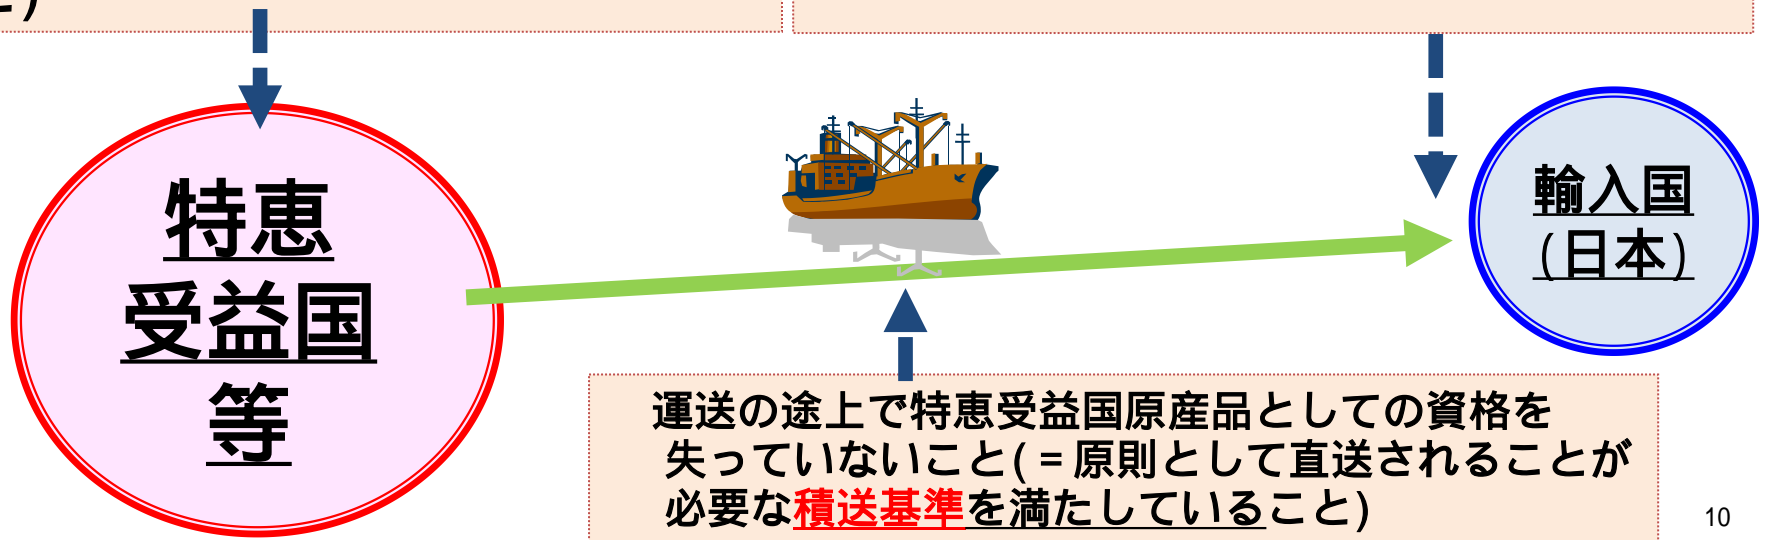 特恵
受益国
等
輸入国
(日本)
運送の途上で特恵受益国原産品としての資格を
失っていないこと(=原則として直送されることが
必要な積送基準を満たしていること)
10